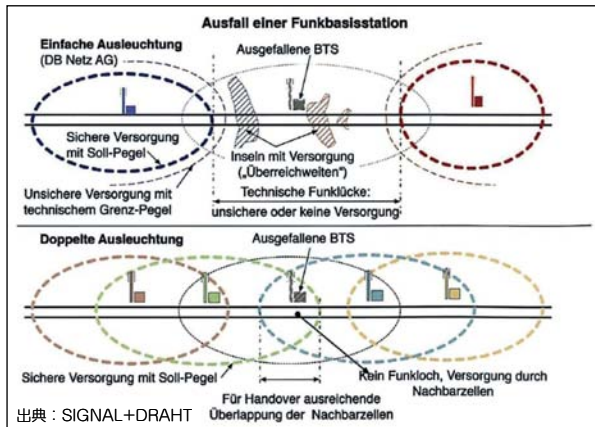 Ausfall einer Funkbasisstation
Einfache Ausleuchtung
(DB Netz AG)
Ausgefallene BTS
Sichere Versorgung
mit Soll-Pegel
Inseln mit Versorgung
(„Überreichweiten“)
Unsichere Versorgung mit
technischem Grenz-Pegel
Technische Funklücke:
unsichere oder keine Versorgung
Doppelte Ausleuchtung
Ausgefallene BTS
Sichere Versorgung mit Soll-Pegel
Kein Funkloch, Versorgung durch
Nachbarzellen
Für Handover ausreichende
Überlappung der Nachbarzellen
出典：SIGNAL+DRAHT